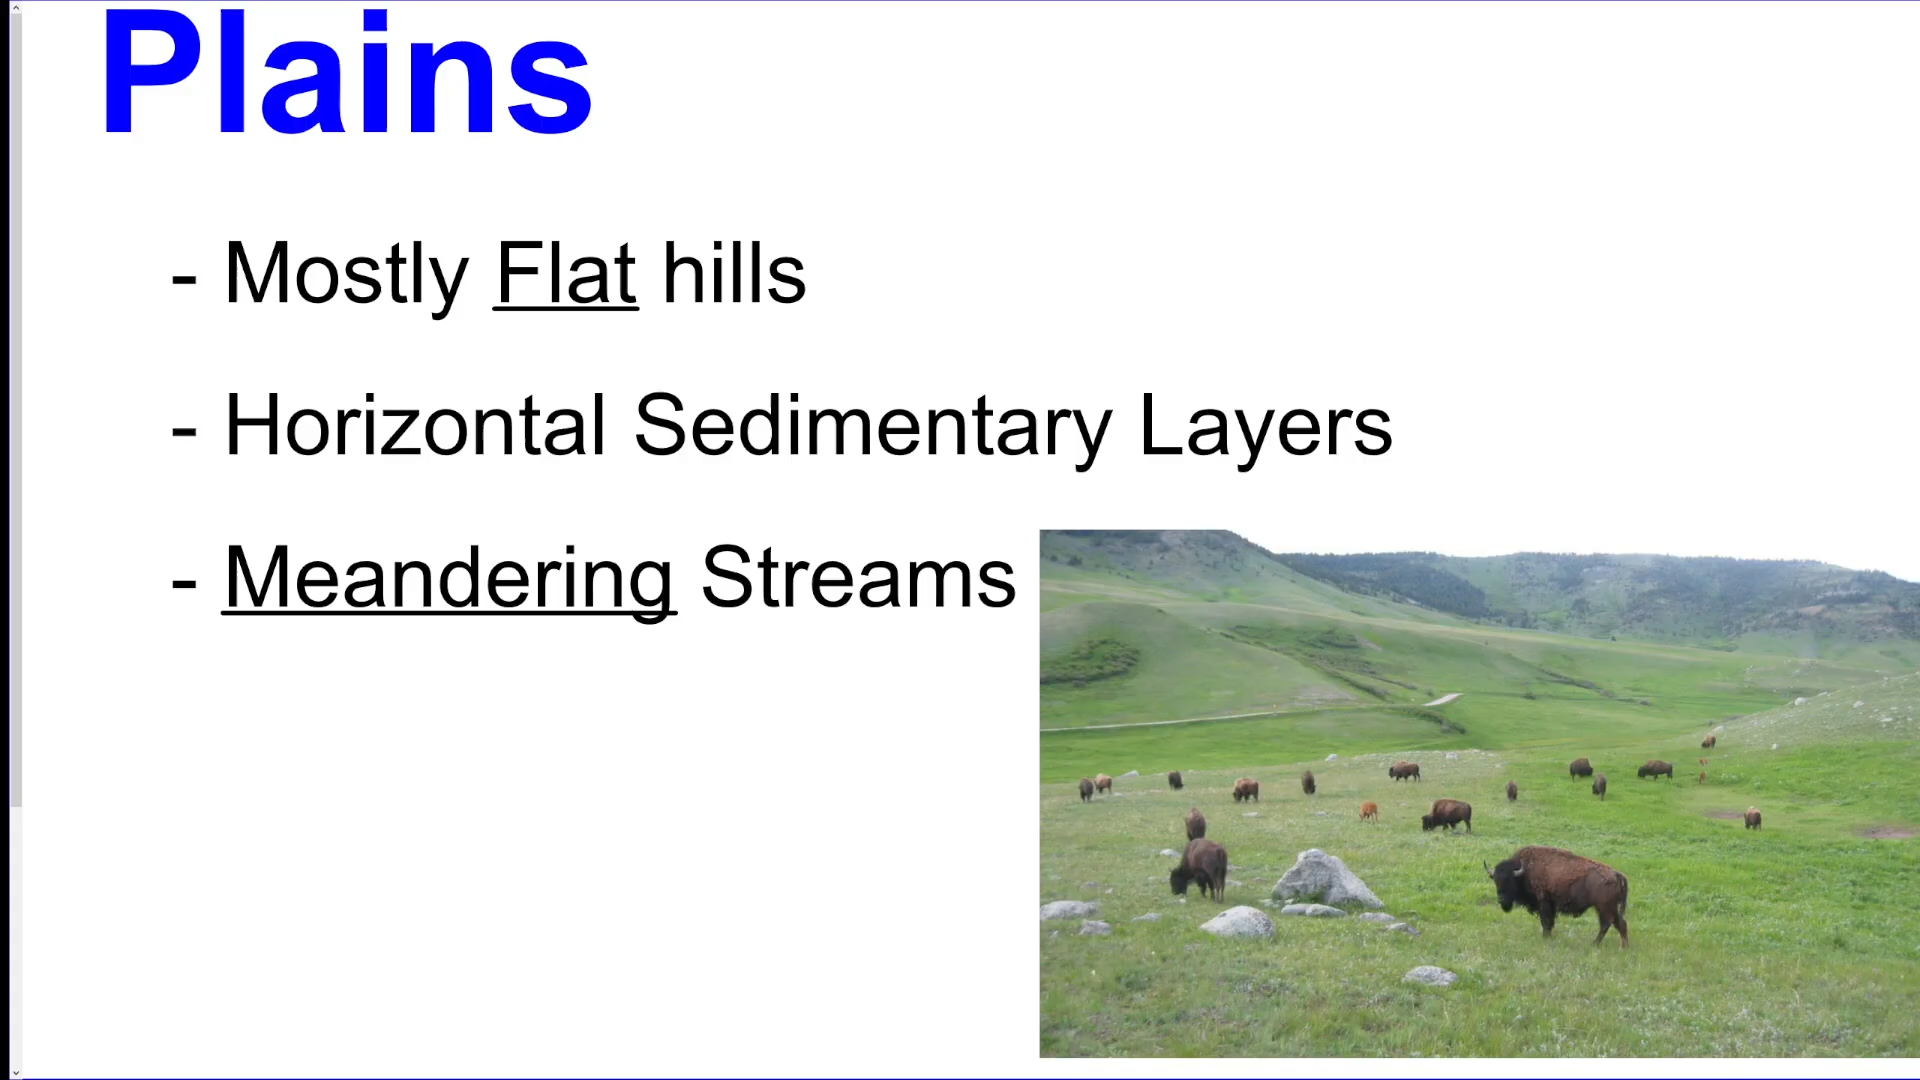 Plains
- Mostly Flat hills
- Horizontal Sedimentary Layers
- Meandering Streams